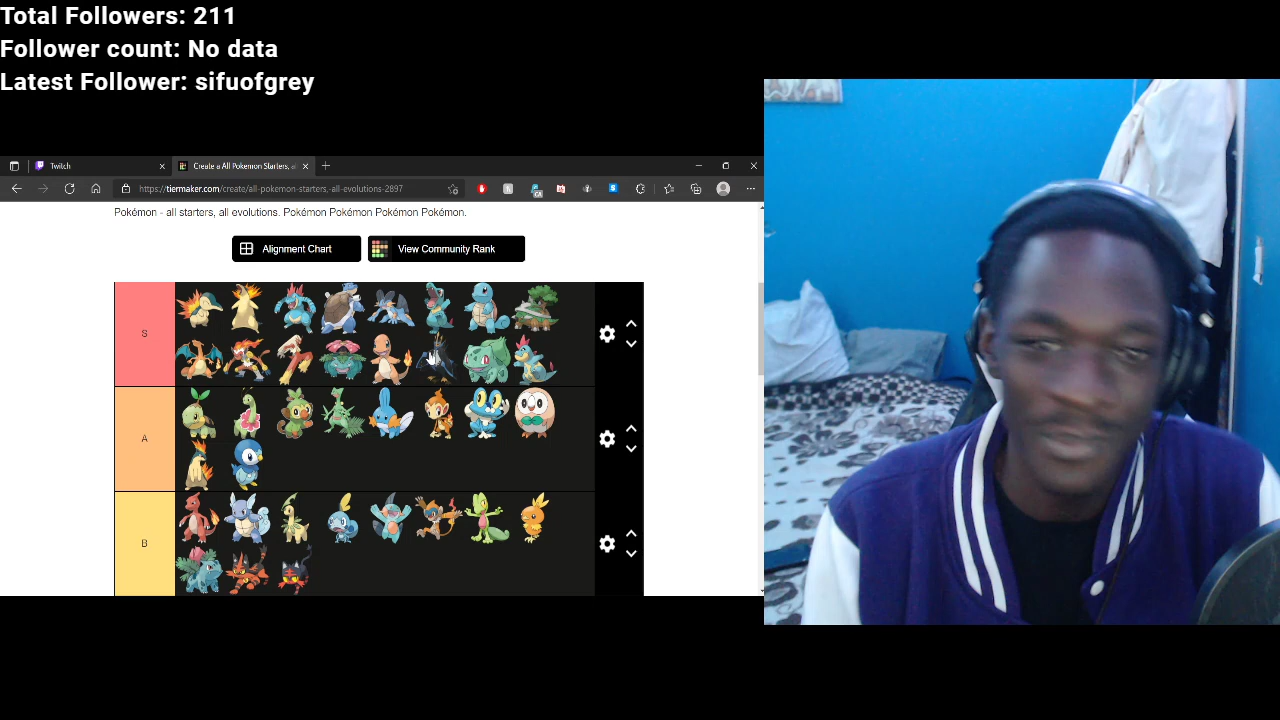 Total Followers: 211
Follower count: No data
Latest Follower: sifuofgrey
Twitch
Create a All Pokemon Starters, a
https://tiermaker.com/create/all-pokemon-starters,-all-evolutions-2897
Pokémon - all starters, all evolutions. Pokémon Pokémon Pokémon Pokémon.
Alignment Chart
View Community Rank
S
A
B